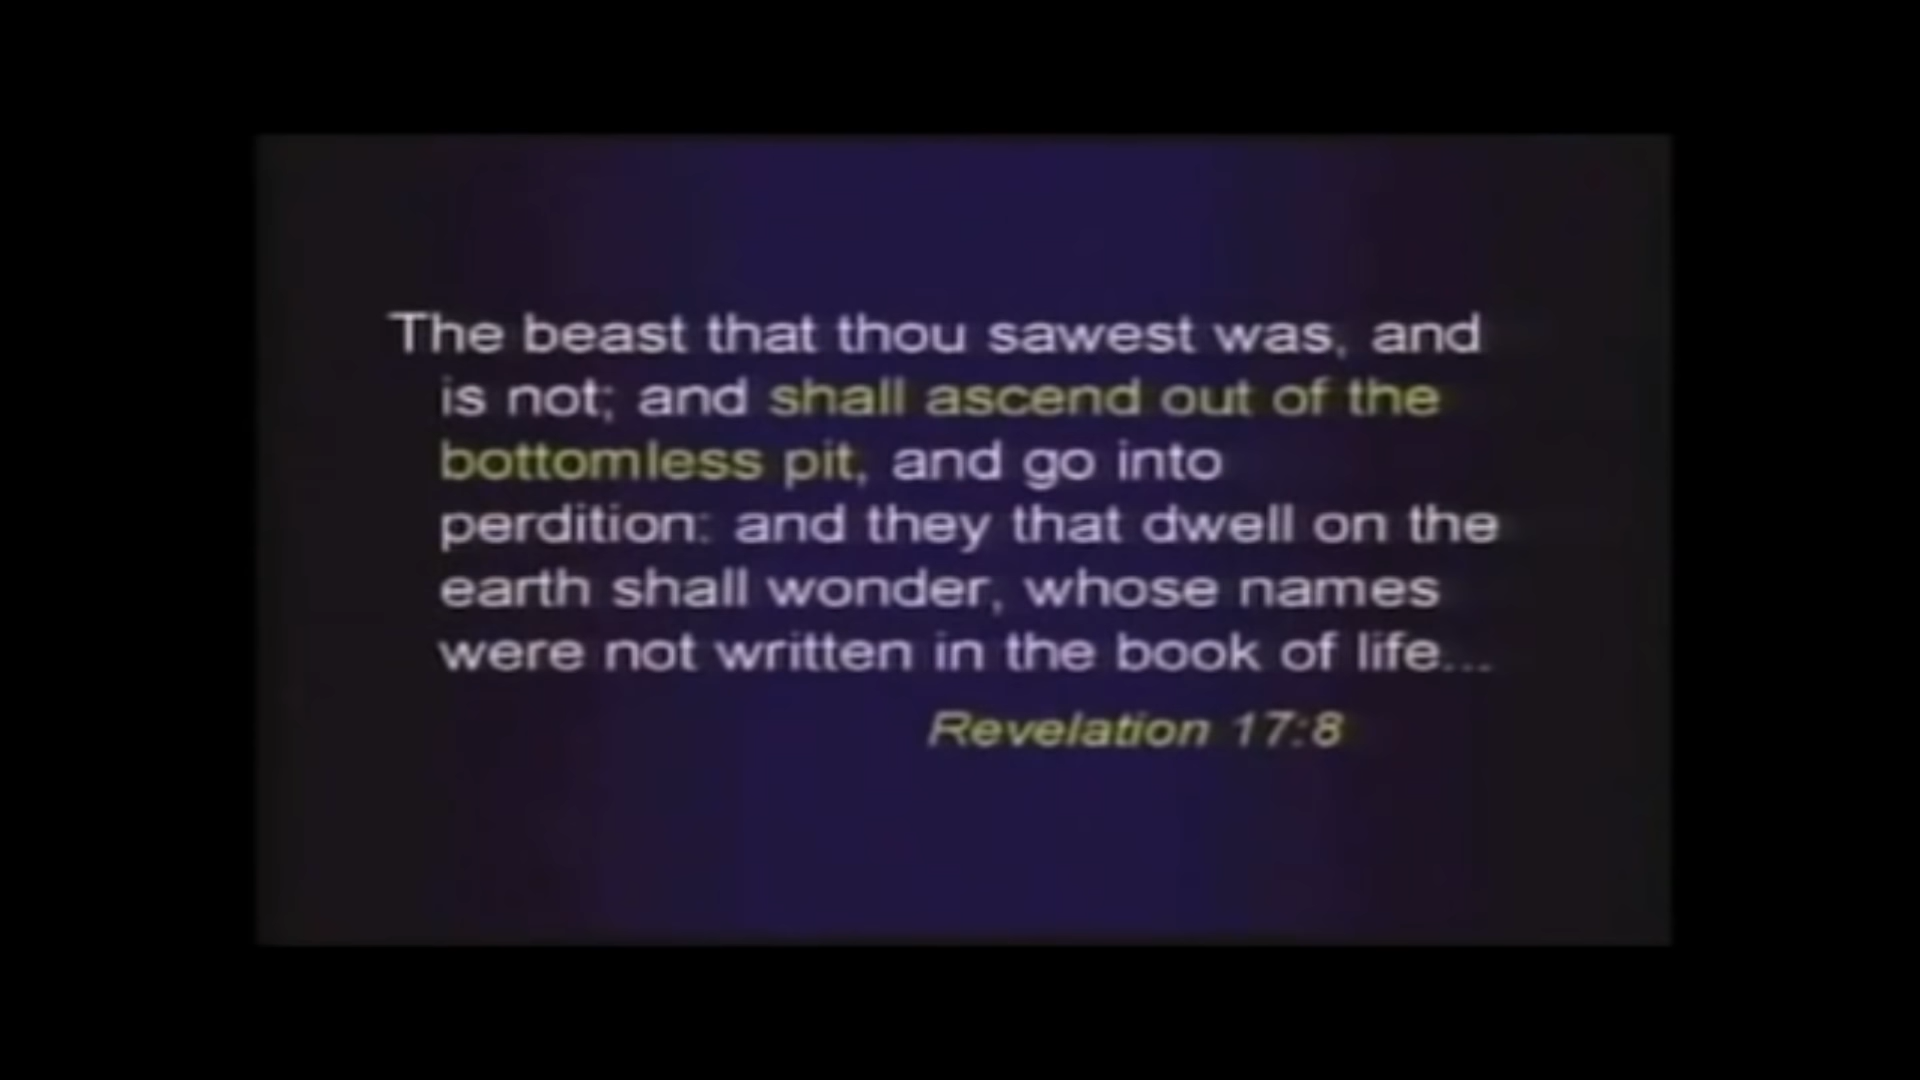 The beast that thou sawest was, and
is not; and shall ascend out of the
bottomless pit, and go into
perdition: and they that dwell on the
earth shall wonder, whose names
were not written in the book of life...
Revelation 17:8